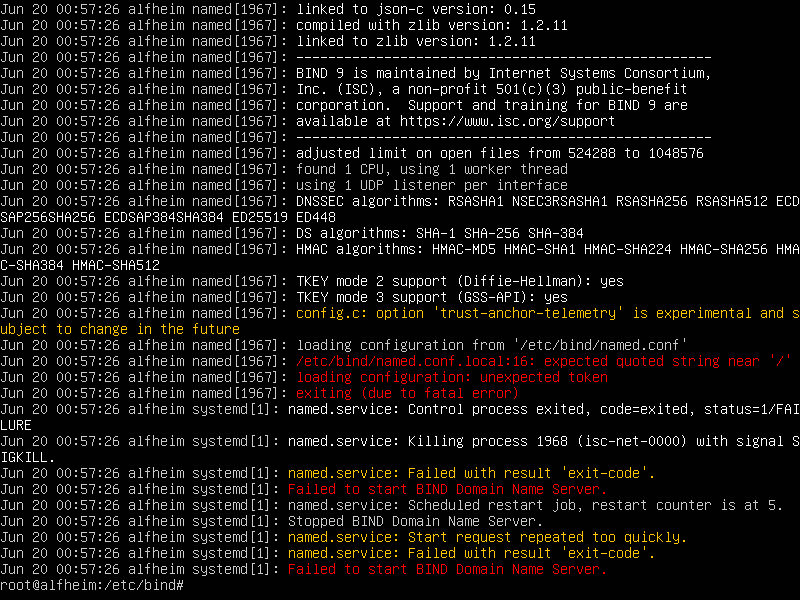 Jun 20 00:57:26 alfheim named[1967]: linked to json-c version: 0.15
Jun 20 00:57:26 alfheim named[1967]: compiled with zlib version: 1.2.11
Jun 20 00:57:26 alfheim named[1967]: linked to zlib version: 1.2.11
Jun 20 00:57:26 alfheim named[1967]: ----------------------------------------------------
Jun 20 00:57:26 alfheim named[1967]: BIND 9 is maintained by Internet Systems Consortium,
Jun 20 00:57:26 alfheim named[1967]: Inc. (ISC), a non-profit 501(c)(3) public-benefit
Jun 20 00:57:26 alfheim named[1967]: corporation.  Support and training for BIND 9 are
Jun 20 00:57:26 alfheim named[1967]: available at https://www.isc.org/support
Jun 20 00:57:26 alfheim named[1967]: ----------------------------------------------------
Jun 20 00:57:26 alfheim named[1967]: adjusted limit on open files from 524288 to 1048576
Jun 20 00:57:26 alfheim named[1967]: found 1 CPU, using 1 worker thread
Jun 20 00:57:26 alfheim named[1967]: using 1 UDP listener per interface
Jun 20 00:57:26 alfheim named[1967]: DNSSEC algorithms: RSASHA1 NSEC3RSASHA1 RSASHA256 RSASHA512 ECD
SAP256SHA256 ECDSAP384SHA384 ED25519 ED448
Jun 20 00:57:26 alfheim named[1967]: DS algorithms: SHA-1 SHA-256 SHA-384
Jun 20 00:57:26 alfheim named[1967]: HMAC algorithms: HMAC-MD5 HMAC-SHA1 HMAC-SHA224 HMAC-SHA256 HMA
C-SHA384 HMAC-SHA512
Jun 20 00:57:26 alfheim named[1967]: TKEY mode 2 support (Diffie-Hellman): yes
Jun 20 00:57:26 alfheim named[1967]: TKEY mode 3 support (GSS-API): yes
Jun 20 00:57:26 alfheim named[1967]: config.c: option 'trust-anchor-telemetry' is experimental and s
ubject to change in the future
Jun 20 00:57:26 alfheim named[1967]: loading configuration from '/etc/bind/named.conf'
Jun 20 00:57:26 alfheim named[1967]: /etc/bind/named.conf.local:16: expected quoted string near '/'
Jun 20 00:57:26 alfheim named[1967]: loading configuration: unexpected token
Jun 20 00:57:26 alfheim named[1967]: exiting (due to fatal error)
Jun 20 00:57:26 alfheim systemd[1]: named.service: Control process exited, code=exited, status=1/FAI
LURE
Jun 20 00:57:26 alfheim systemd[1]: named.service: Killing process 1968 (isc-net-0000) with signal S
IGKILL.
Jun 20 00:57:26 alfheim systemd[1]: named.service: Failed with result 'exit-code'.
Jun 20 00:57:26 alfheim systemd[1]: Failed to start BIND Domain Name Server.
Jun 20 00:57:26 alfheim systemd[1]: named.service: Scheduled restart job, restart counter is at 5.
Jun 20 00:57:26 alfheim systemd[1]: Stopped BIND Domain Name Server.
Jun 20 00:57:26 alfheim systemd[1]: named.service: Start request repeated too quickly.
Jun 20 00:57:26 alfheim systemd[1]: named.service: Failed with result 'exit-code'.
Jun 20 00:57:26 alfheim systemd[1]: Failed to start BIND Domain Name Server.
root@alfheim:/etc/bind#